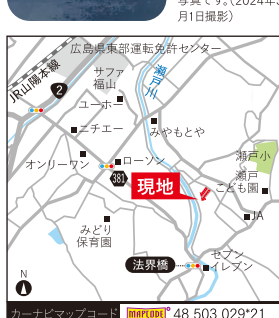 写真です。(2024年
月1日撮影)
広島県東部運転免許センター
JR山陽本線
2
サファ
福山
瀬戸川
ユーホー
ニチエー
みやもとや
オンリーワン
ローソン
瀬戸小
381
現地
瀬戸
こども園
みどり
保育園
JA
法界橋
セブン
イレブン
N
カーナビマップコード MAPCODE® 48 503 029*21